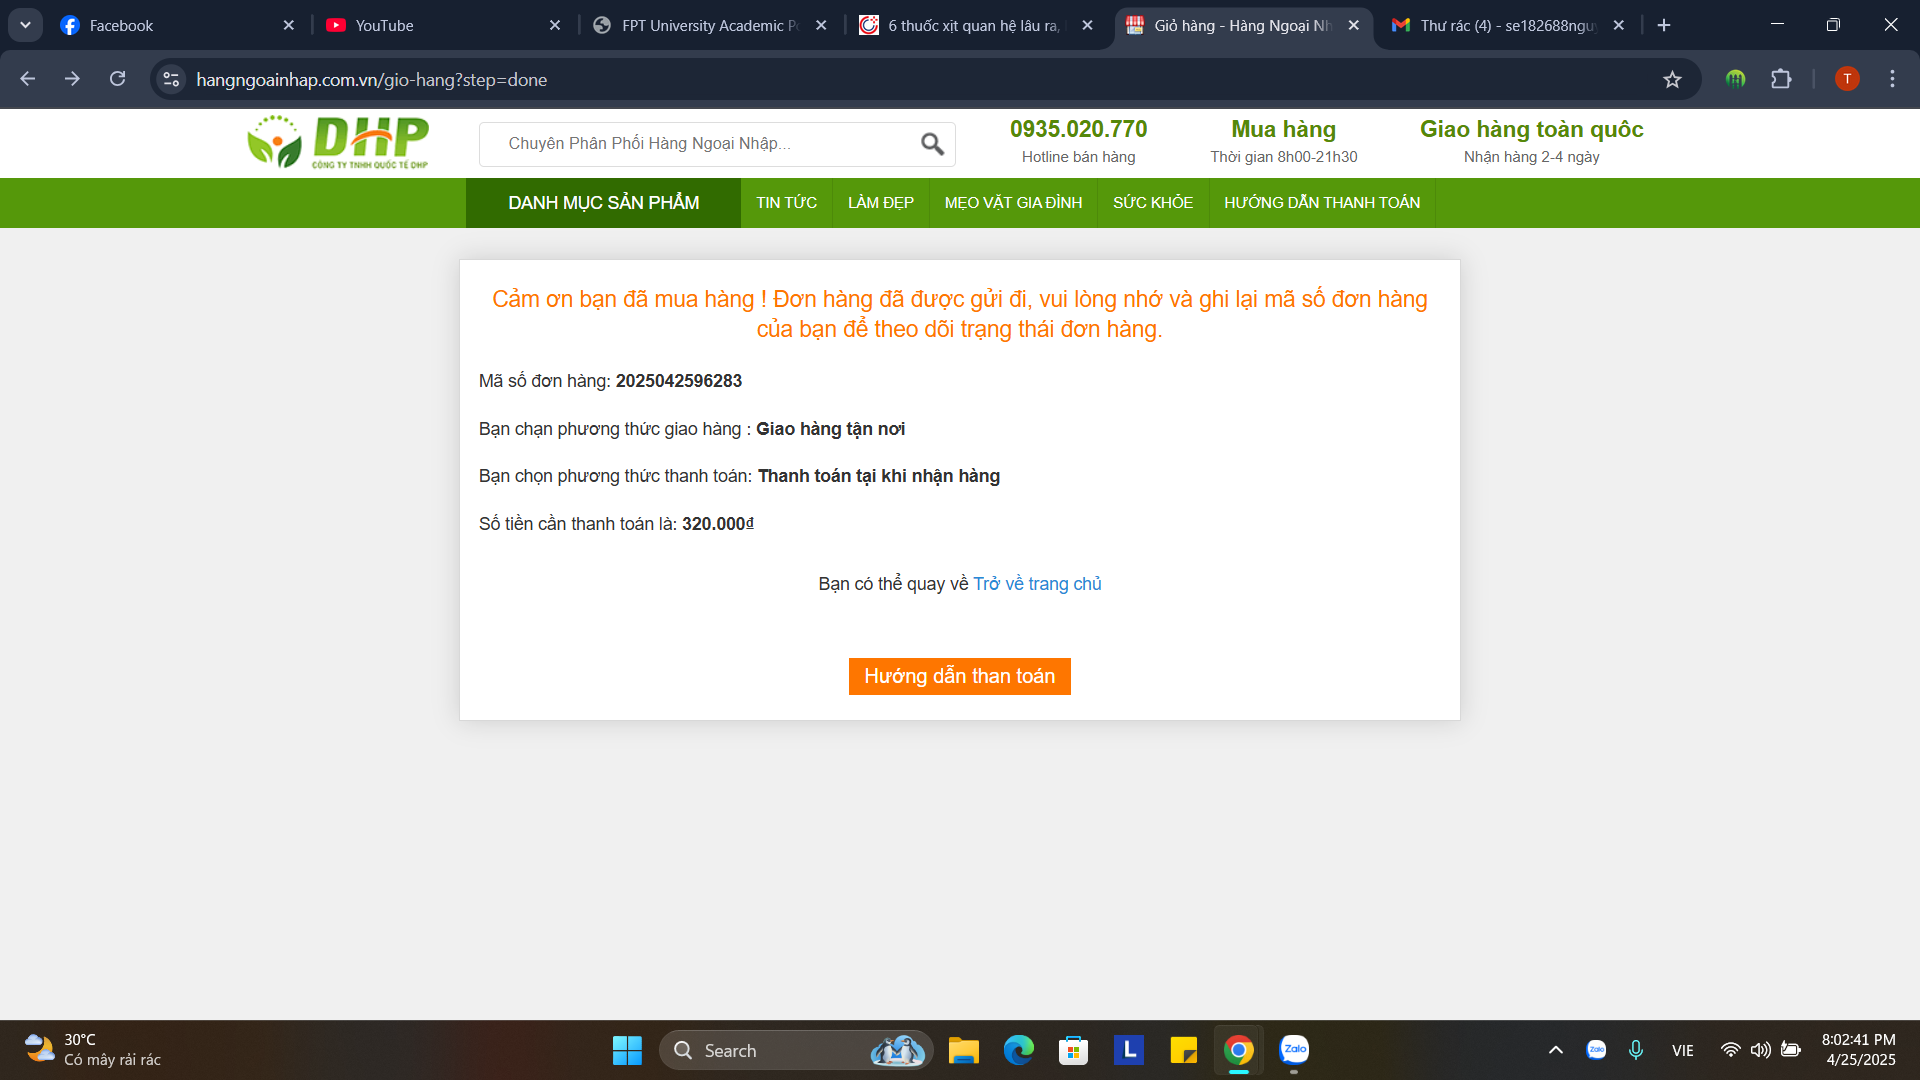 Facebook
YouTube
FPT University Academic Po
6 thuốc xịt quan hệ lâu ra,
Giỏ hàng - Hàng Ngoại Nh
Thư rác (4) - se182688nguy
hangngoainhap.com.vn/gio-hang?step=done
T
DHP
CÔNG TY TNHH QUỐC TẾ DHP
Chuyên Phân Phối Hàng Ngoại Nhập...
0935.020.770
Hotline bán hàng
Mua hàng
Thời gian 8h00-21h30
Giao hàng toàn quốc
Nhận hàng 2-4 ngày
DANH MỤC SẢN PHẨM
TIN TỨC
LÀM ĐẸP
MẸO VẶT GIA ĐÌNH
SỨC KHỎE
HƯỚNG DẪN THANH TOÁN
Cảm ơn bạn đã mua hàng ! Đơn hàng đã được gửi đi, vui lòng nhớ và ghi lại mã số đơn hàng
của bạn để theo dõi trạng thái đơn hàng.
Mã số đơn hàng: 2025042596283
Bạn chạn phương thức giao hàng : Giao hàng tận nơi
Bạn chọn phương thức thanh toán: Thanh toán tại khi nhận hàng
Số tiền cần thanh toán là: 320.000₫
Bạn có thể quay về Trở về trang chủ
Hướng dẫn than toán
30°C
Có mây rải rác
Search
L
Zalo
Zalo
VIE
8:02:41 PM
4/25/2025